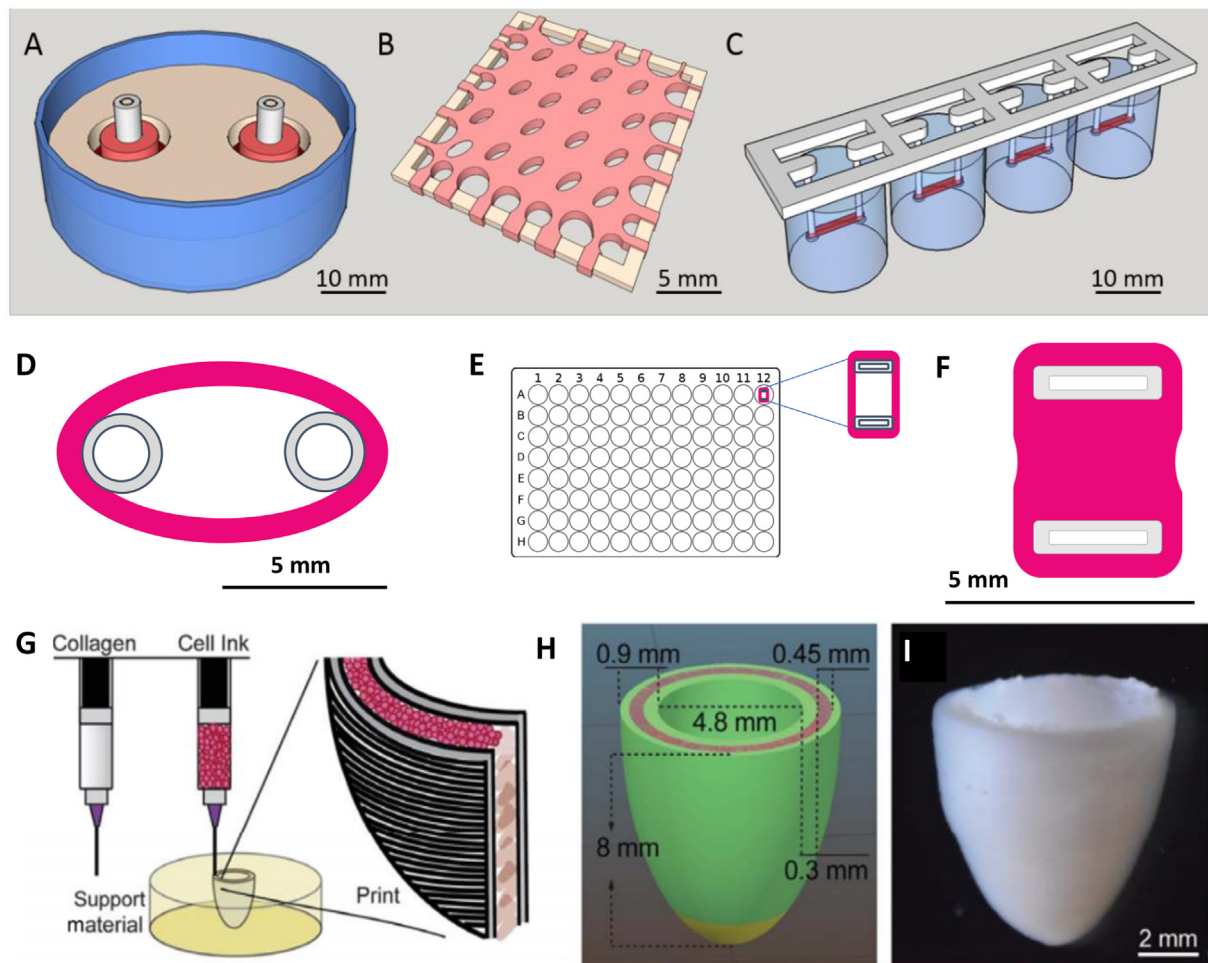 A
B
C
10 mm
5 mm
10 mm
D
E
F
1 2 3 4 5 6 7 8 9 10 11 12
A
B
C
D
E
F
G
H
5 mm
5 mm
G
Collagen
Cell Ink
Support
material
Print
H
0.9 mm
0.45 mm
4.8 mm
8 mm
0.3 mm
I
2 mm